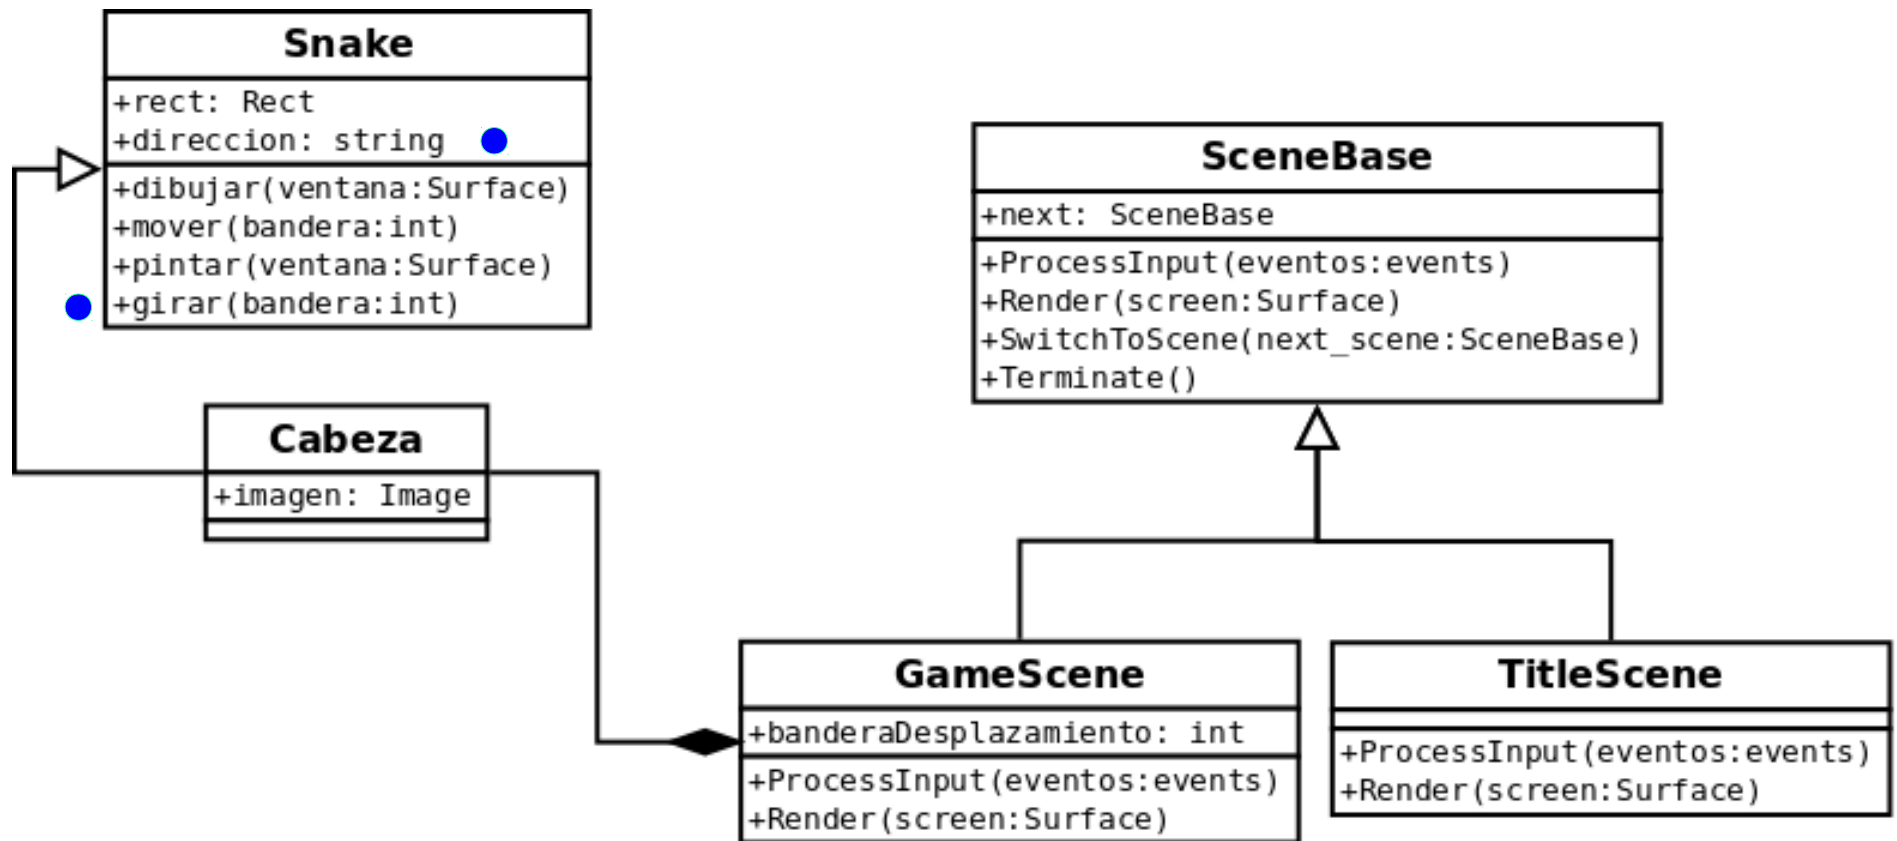 Snake
+rect: Rect
+direccion: string
+dibujar(ventana:Surface)
+mover(bandera:int)
+pintar(ventana:Surface)
+girar(bandera:int)
Cabeza
+imagen: Image
SceneBase
+next: SceneBase
+ProcessInput(eventos:events)
+Render(screen:Surface)
+SwitchToScene(next_scene:SceneBase)
+Terminate()
GameScene
+banderaDesplazamiento: int
+ProcessInput(eventos:events)
+Render(screen:Surface)
TitleScene
+ProcessInput(eventos:events)
+Render(screen:Surface)